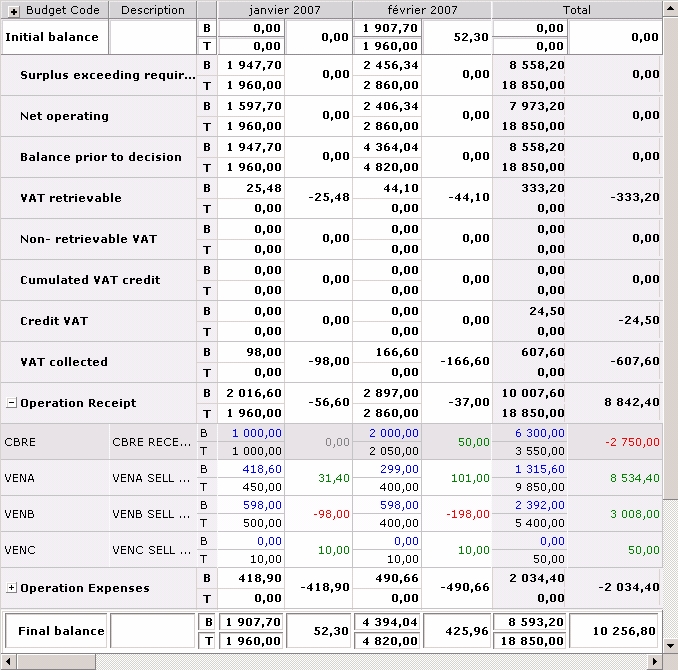 Budget Code Description janvier 2007 février 2007 Total
Initial balance B 0,00 0,00 1 907,70 52,30 0,00 0,00
T 0,00 1 960,00 0,00
Surplus exceeding requir... B 1 947,70 0,00 2 456,34 0,00 8 558,20 0,00
T 1 960,00 2 860,00 18 850,00
Net operating B 1 597,70 0,00 2 406,34 0,00 7 973,20 0,00
T 1 960,00 2 860,00 18 850,00
Balance prior to decision B 1 947,70 0,00 4 364,04 0,00 8 558,20 0,00
T 1 960,00 4 820,00 18 850,00
VAT retrievable B 25,48 -25,48 44,10 -44,10 333,20 -333,20
T 0,00 0,00 0,00
Non- retrievable VAT B 0,00 0,00 0,00 0,00 0,00 0,00
T 0,00 0,00 0,00
Cumulated VAT credit B 0,00 0,00 0,00 0,00 0,00 0,00
T 0,00 0,00 0,00
Credit VAT B 0,00 0,00 0,00 0,00 24,50 -24,50
T 0,00 0,00 0,00
VAT collected B 98,00 -98,00 166,60 -166,60 607,60 -607,60
T 0,00 0,00 0,00
Operation Receipt B 2 016,60 -56,60 2 897,00 -37,00 10 007,60 8 842,40
T 1 960,00 2 860,00 18 850,00
CBRE CBRE RECE... B 1 000,00 0,00 2 000,00 50,00 6 300,00 -2 750,00
T 1 000,00 2 050,00 3 550,00
VENA VENA SELL ... B 418,60 31,40 299,00 101,00 1 315,60 8 534,40
T 450,00 400,00 9 850,00
VENB VENB SELL ... B 598,00 -98,00 598,00 -198,00 2 392,00 3 008,00
T 500,00 400,00 5 400,00
VENC VENC SELL ... B 0,00 10,00 0,00 10,00 0,00 50,00
T 10,00 10,00 50,00
Operation Expenses B 418,90 -418,90 490,66 -490,66 2 034,40 -2 034,40
T 0,00 0,00 0,00
Final balance B 1 907,70 52,30 4 394,04 425,96 8 593,20 10 256,80
T 1 960,00 4 820,00 18 850,00